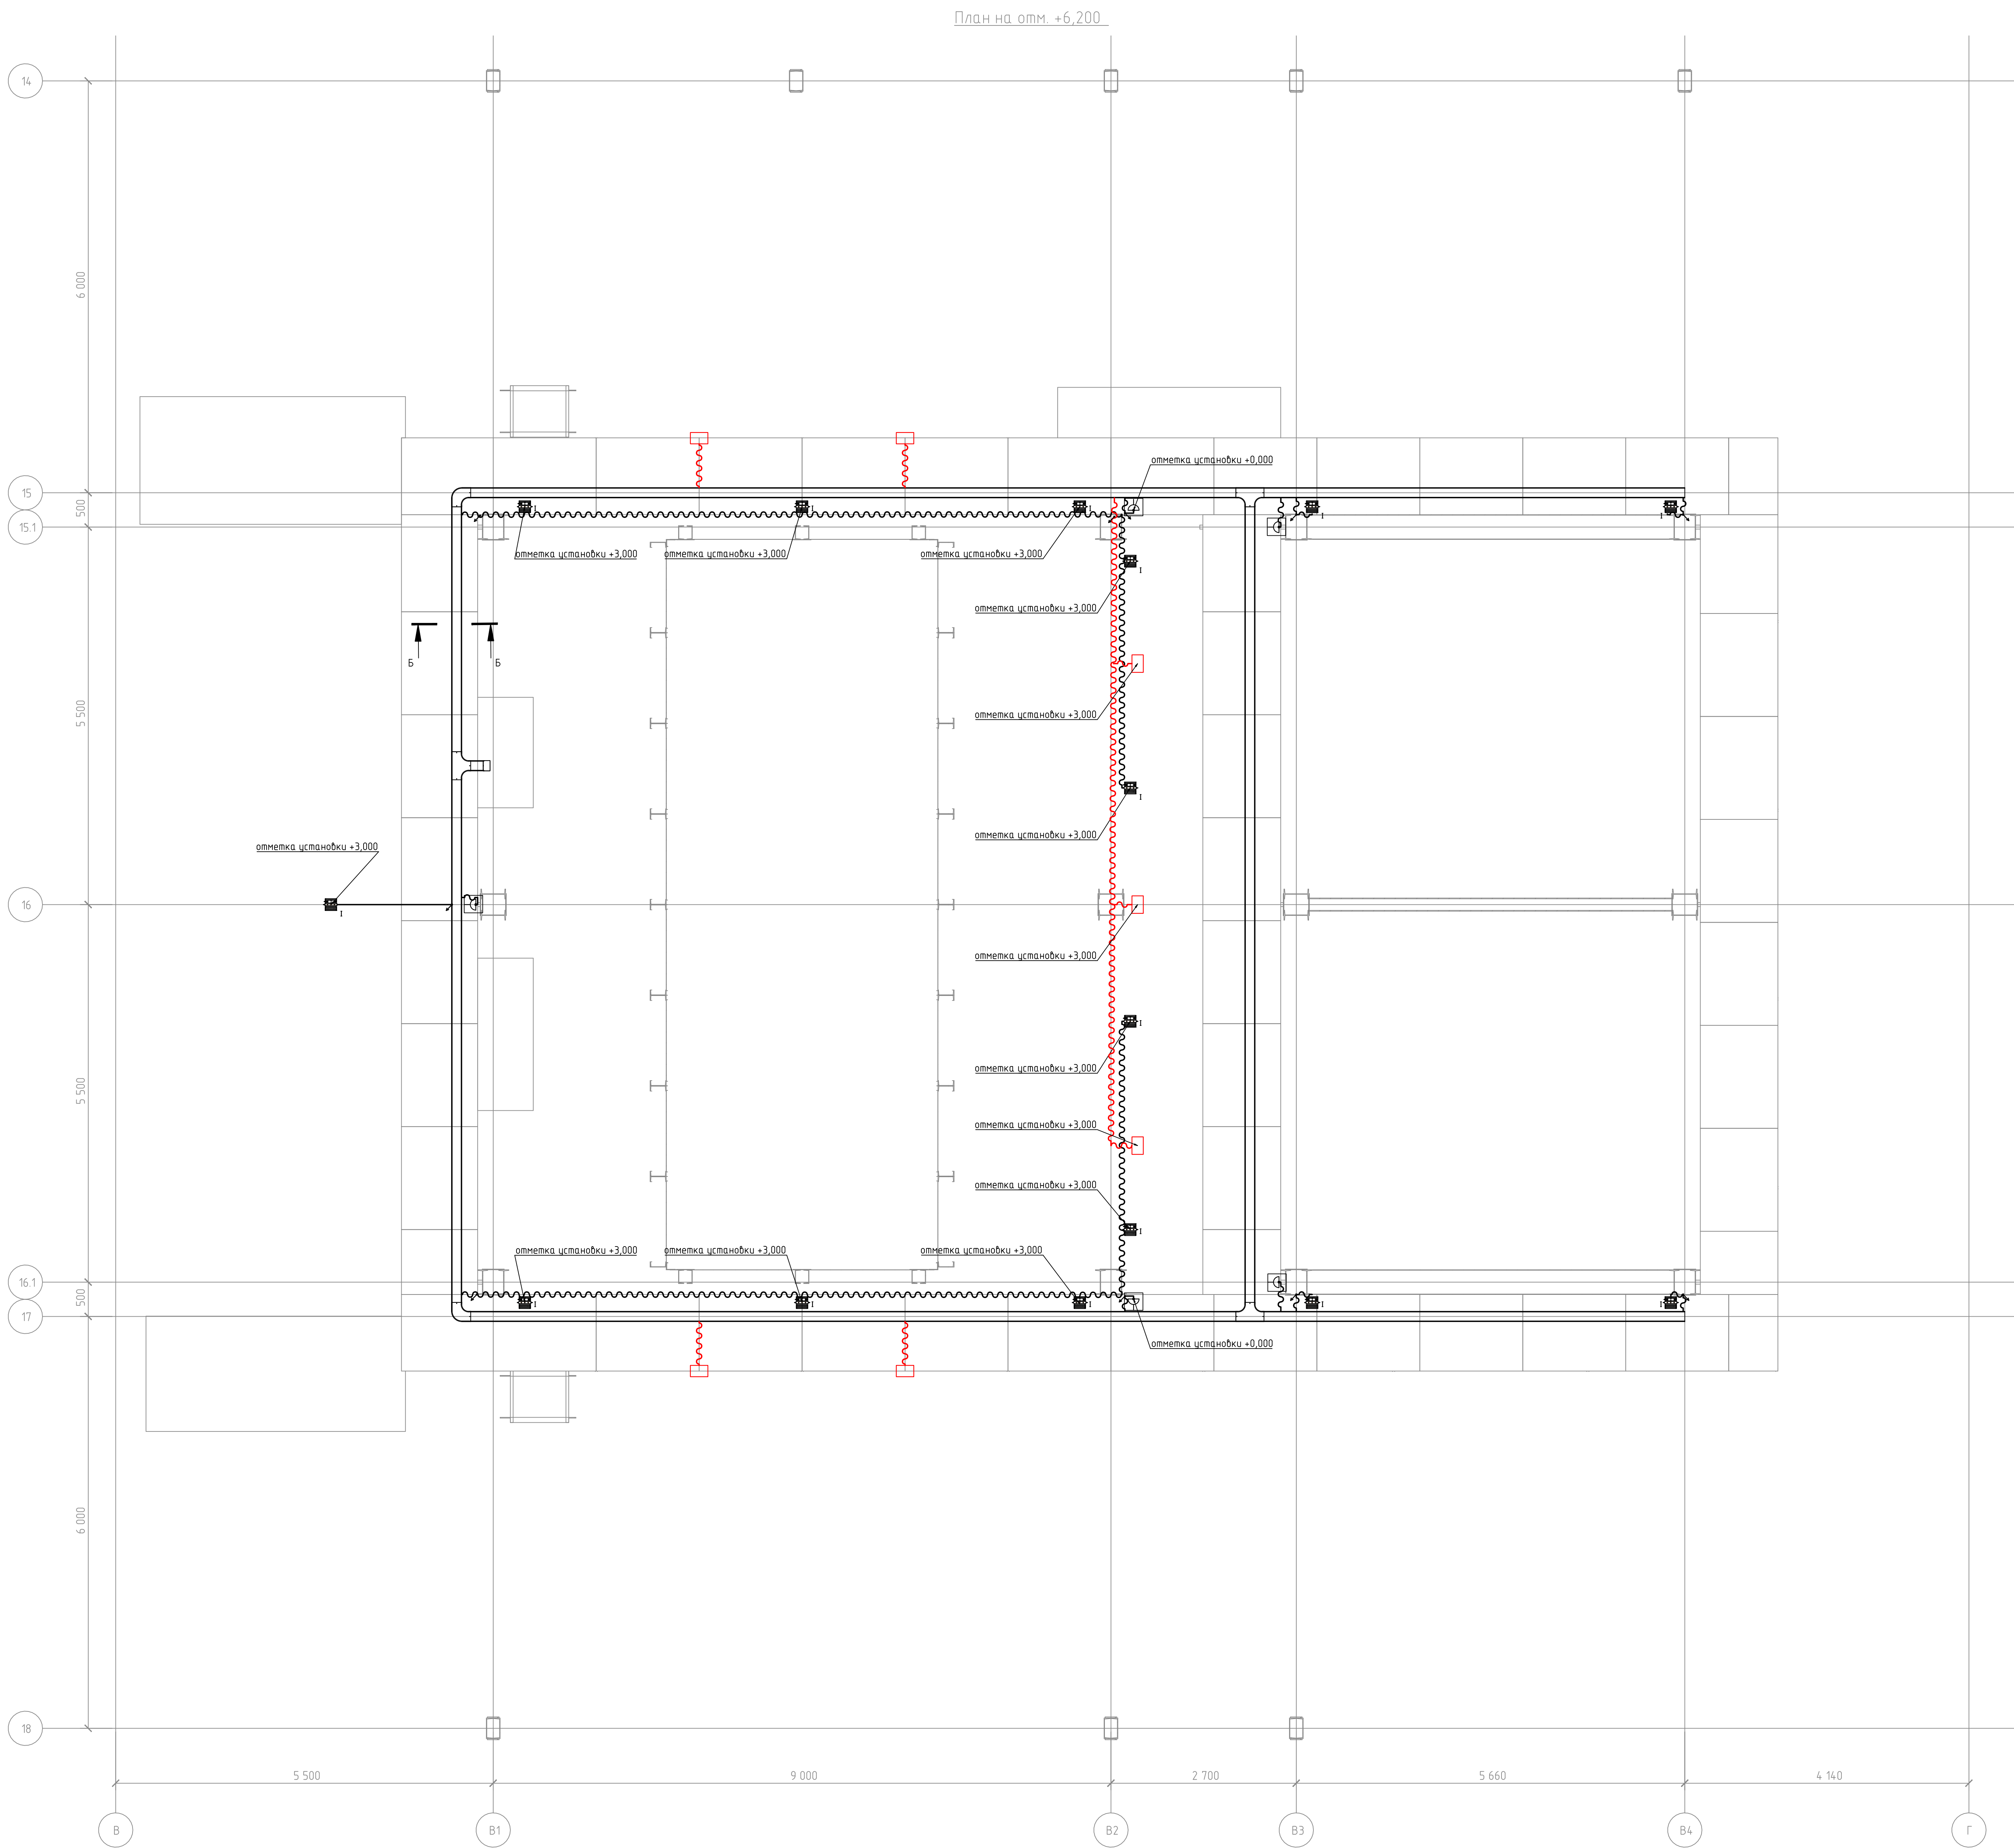 План на отм. +6,200
14
6 000
отметка установки +0,000
15
500
15.1
I
I
I
I
I
отметка установки +3,000
отметка установки +3,000
отметка установки +3,000
I
отметка установки +3,000
Б
Б
5 500
отметка установки +3,000
I
отметка установки +3,000
отметка установки +3,000
16
I
отметка установки +3,000
I
отметка установки +3,000
5 500
отметка установки +3,000
отметка установки +3,000
I
отметка установки +3,000
отметка установки +3,000
отметка установки +3,000
16.1
500
I
I
I
I
I
17
отметка установки +0,000
6 000
18
5 500
9 000
2 700
5 660
4 140
В
В1
В2
В3
В4
Г